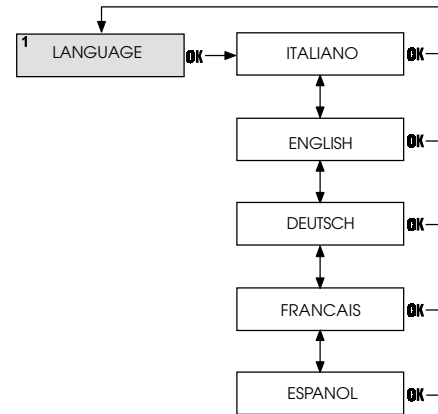 1
LANGUAGE OK ITALIANO OK
ENGLISH OK
DEUTSCH OK
FRANCAIS OK
ESPANOL OK